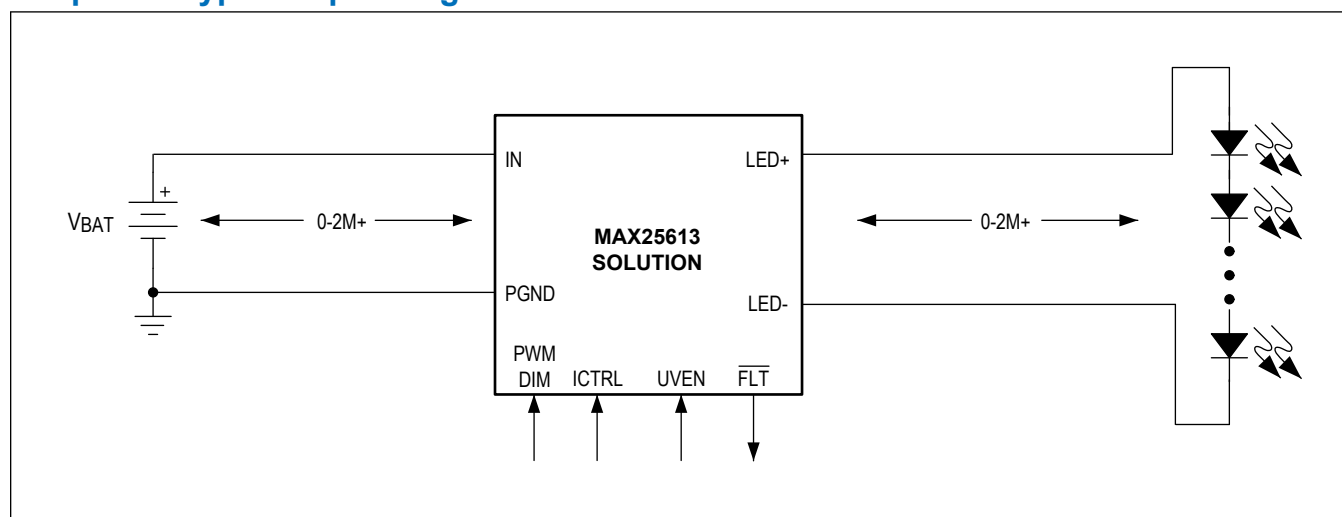 IN
LED+
+
VBAT
0-2M+
MAX25613
SOLUTION
0-2M+
PGND
LED-
PWM
DIM
ICTRL
UVEN
FLT